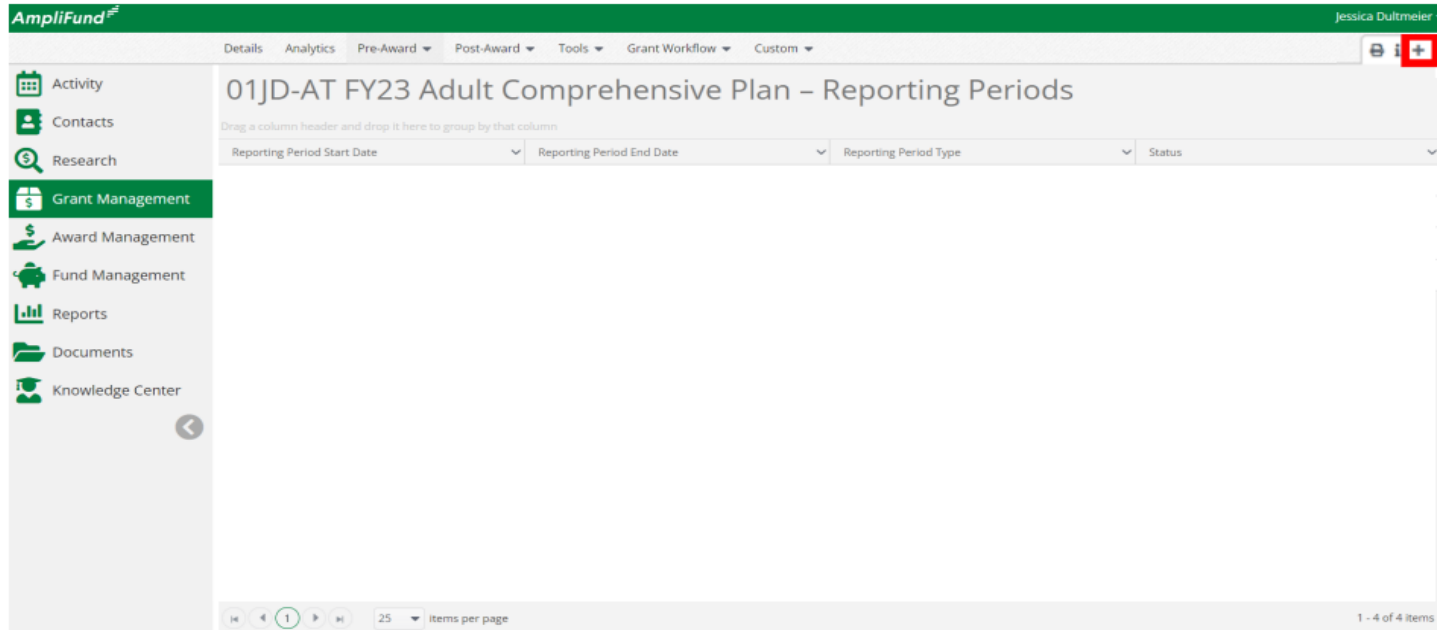 AmpliFund
Jessica Dultmeier
Details Analytics Pre-Award Post-Award Tools Grant Workflow Custom
Activity
Contacts
Research
Grant Management
Award Management
Fund Management
Reports
Documents
Knowledge Center
01JD-AT FY23 Adult Comprehensive Plan – Reporting Periods
Drag a column header and drop it here to group by that column
Reporting Period Start Date Reporting Period End Date Reporting Period Type Status
1 25 items per page 1 - 4 of 4 items